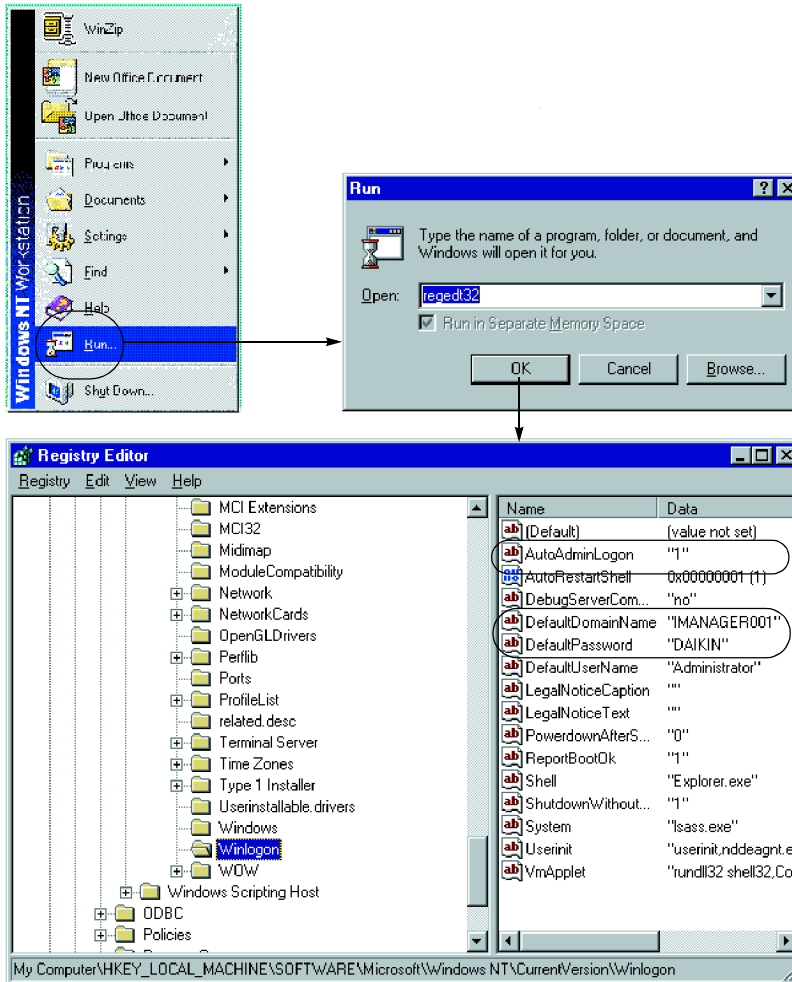 WinZip
New Office Document
Open Office Document
Programs
Documents
Settings
Find
Help
Run...
Shut Down...
Windows NT Workstation
Run
Type the name of a program, folder, or document, and
Windows will open it for you.
Open: regedt32
Run in Separate Memory Space
OK Cancel Browse...
Registry Editor
Registry Edit View Help
MCI Extensions
MCI32
Midimap
ModuleCompatibility
Network
NetworkCards
OpenGLDrivers
Perflib
Ports
ProfileList
related.desc
Terminal Server
Time Zones
Type 1 Installer
Userinstallable.drivers
Windows
Winlogon
WOW
Windows Scripting Host
ODBC
Policies
Name Data
(Default) (value not set)
AutoAdminLogon "1"
AutoRestartShell 0x00000001 (1)
DebugServerCom... "no"
DefaultDomainName "IMANAGER001"
DefaultPassword "DAIKIN"
DefaultUserName "Administrator"
LegalNoticeCaption ""
LegalNoticeText ""
PowerdownAfterS... "0"
ReportBootOk "1"
Shell "Explorer.exe"
ShutdownWithout... "1"
System "lsass.exe"
Userinit "userinit,nddeagnt.e
VmApplet "rundll32 shell32,Co
My Computer\HKEY_LOCAL_MACHINE\SOFTWARE\Microsoft\Windows NT\CurrentVersion\Winlogon